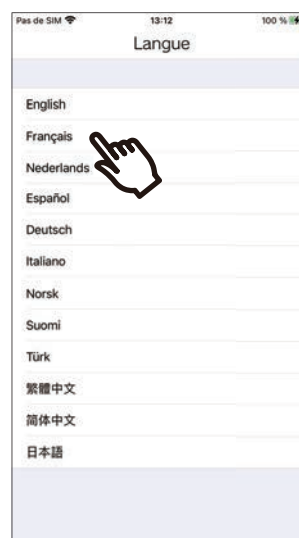 Pas de SIM 13:12 100 %
Langue
English
Français
Nederlands
Español
Deutsch
Italiano
Norsk
Suomi
Türk
繁體中文
简体中文
日本語